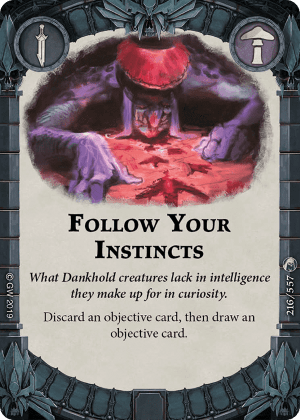 FOLLOW YOUR
INSTINCTS
What Dankhold creatures lack in intelligence
they make up for in curiosity.
Discard an objective card, then draw an
objective card.
© GW 2019
216/557